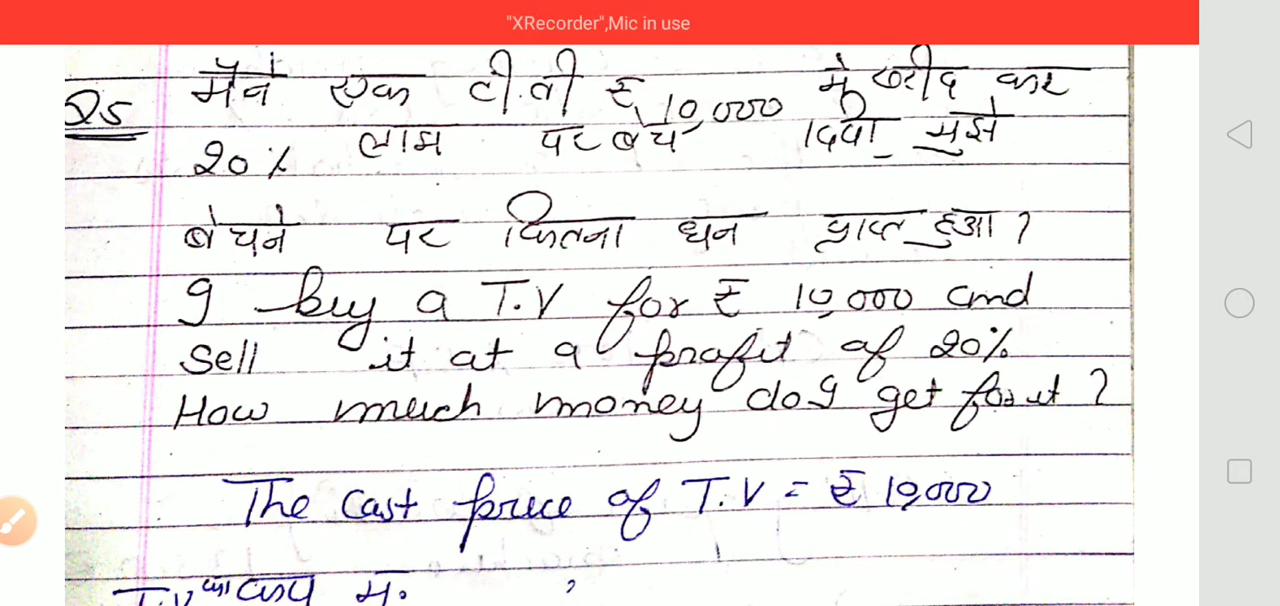 "XRecorder",Mic in use
मैंने एक टी.वी ₹ 10,000 में खरीद कर
Q5
20% लाभ पर बेच दिया मुझे
बेचने पर कितना धन प्राप्त हुआ ?
I buy a T.V for ₹ 10,000 and
sell it at a profit of 20%
How much money do I get for it ?
The cast price of T.V = ₹ 10,000
T.V का क्रय मू.